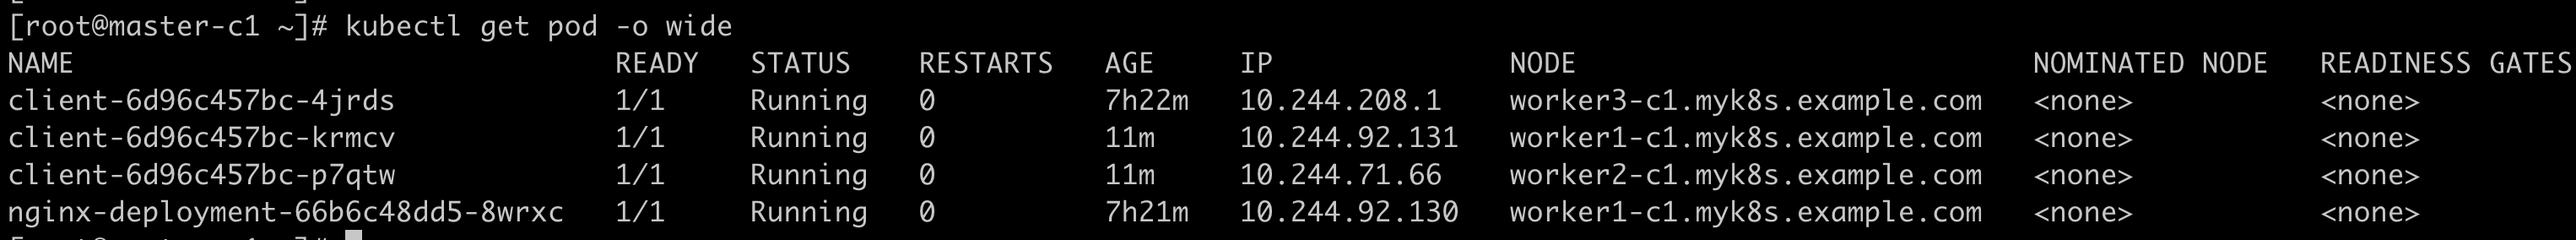 [root@master-c1 ~]# kubectl get pod -o wide
NAME READY STATUS RESTARTS AGE IP NODE NOMINATED NODE READINESS GATES
client-6d96c457bc-4jrds 1/1 Running 0 7h22m 10.244.208.1 worker3-c1.myk8s.example.com <none> <none>
client-6d96c457bc-krmcv 1/1 Running 0 11m 10.244.92.131 worker1-c1.myk8s.example.com <none> <none>
client-6d96c457bc-p7qtw 1/1 Running 0 11m 10.244.71.66 worker2-c1.myk8s.example.com <none> <none>
nginx-deployment-66b6c48dd5-8wrxc 1/1 Running 0 7h21m 10.244.92.130 worker1-c1.myk8s.example.com <none> <none>
[root@master-c1 ~]#